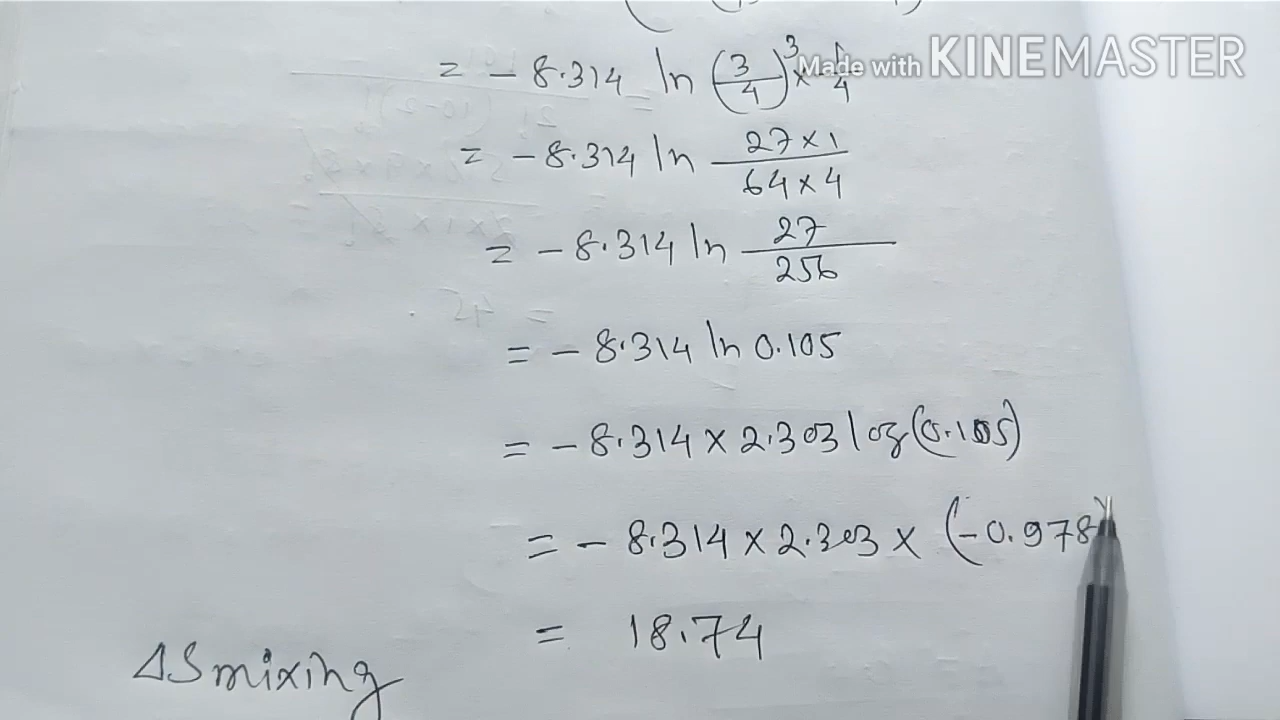 = - 8.314 ln (3/4)^3 × 1/4
Made with KINEMASTER
= - 8.314 ln 27 × 1 / 64 × 4
= - 8.314 ln 27 / 256
= - 8.314 ln 0.105
= - 8.314 × 2.303 log (0.105)
= - 8.314 × 2.303 × (-0.978)
= 18.74
ΔS mixing